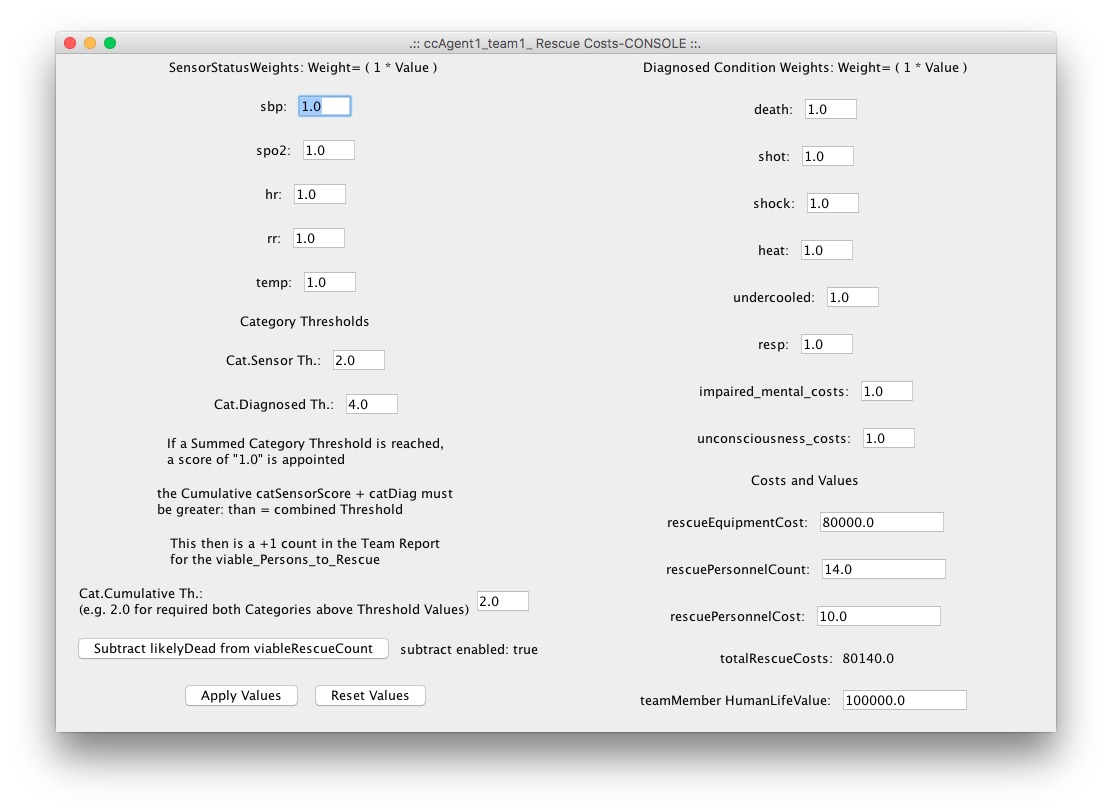 .:: ccAgent1_team1_ Rescue Costs-CONSOLE ::.
SensorStatusWeights: Weight= ( 1 * Value )
sbp: 1.0
spo2: 1.0
hr: 1.0
rr: 1.0
temp: 1.0
Category Thresholds
Cat.Sensor Th.: 2.0
Cat.Diagnosed Th.: 4.0
If a Summed Category Threshold is reached,
a score of "1.0" is appointed
the Cumulative catSensorScore + catDiag must
be greater: than = combined Threshold
This then is a +1 count in the Team Report
for the viable_Persons_to_Rescue
Cat.Cumulative Th.:
(e.g. 2.0 for required both Categories above Threshold Values) 2.0
Subtract likelyDead from viableRescueCount subtract enabled: true
Apply Values Reset Values
Diagnosed Condition Weights: Weight= ( 1 * Value )
death: 1.0
shot: 1.0
shock: 1.0
heat: 1.0
undercooled: 1.0
resp: 1.0
impaired_mental_costs: 1.0
unconsciousness_costs: 1.0
Costs and Values
rescueEquipmentCost: 80000.0
rescuePersonnelCount: 14.0
rescuePersonnelCost: 10.0
totalRescueCosts: 80140.0
teamMember HumanLifeValue: 100000.0